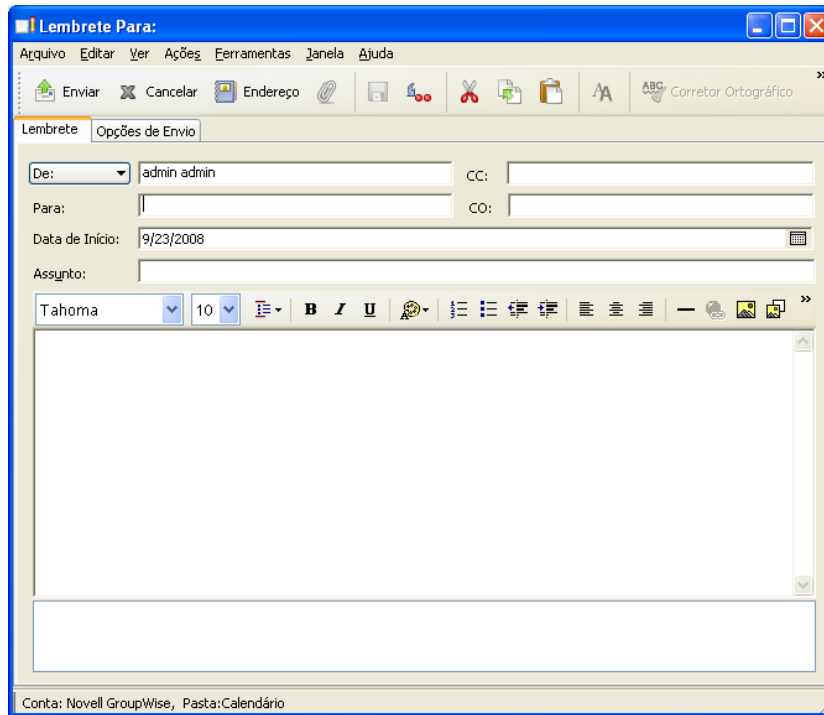 Lembrete Para:
Arquivo Editar Ver Ações Ferramentas Janela Ajuda
Enviar Cancelar Endereço ABC Corretor Ortográfico »
Lembrete Opções de Envio
De: admin admin CC:
Para: CO:
Data de Início: 9/23/2008
Assunto:
Tahoma 10 B I U »
Conta: Novell GroupWise, Pasta:Calendário